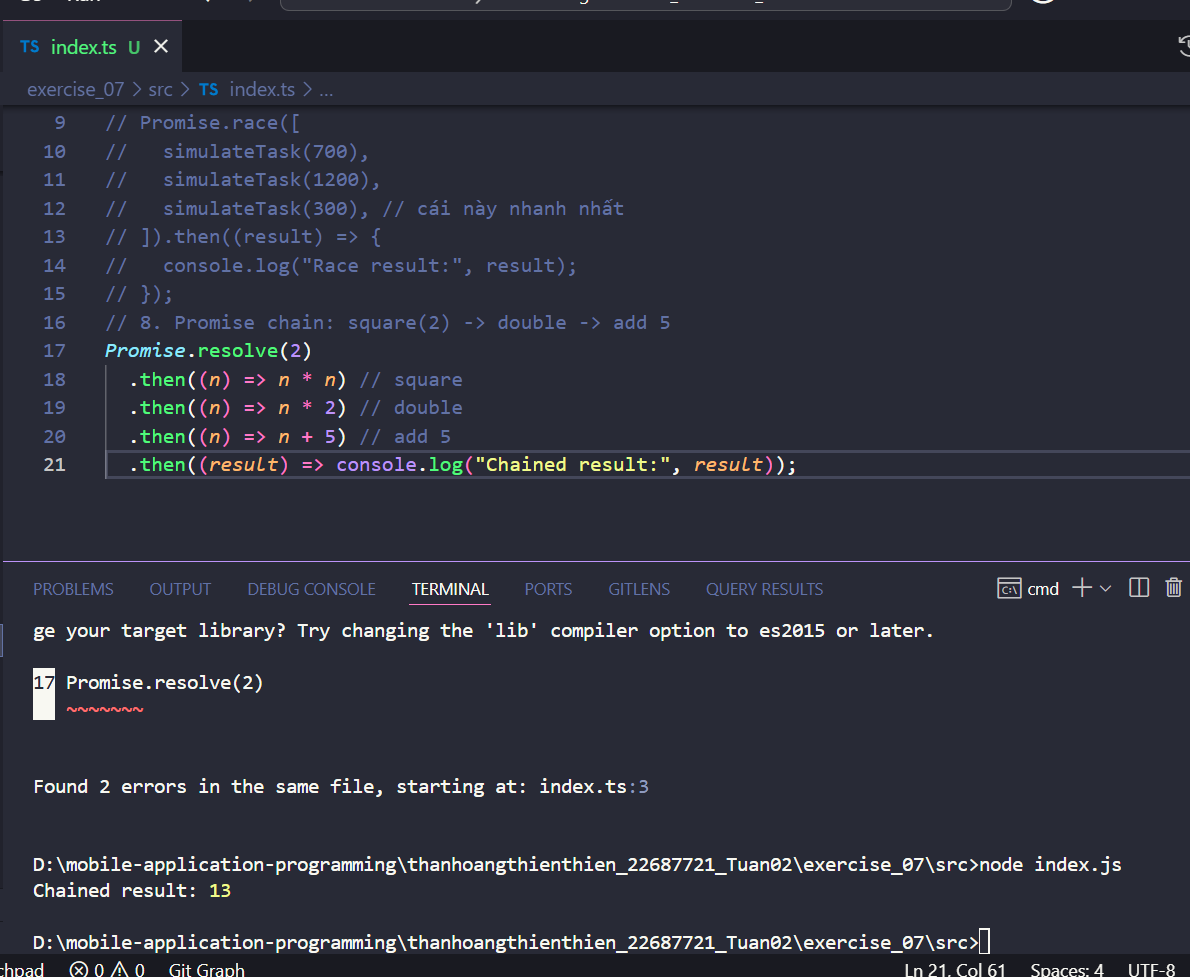 TS index.ts U
exercise_07 > src > TS index.ts > ...
9 // Promise.race([
10 //   simulateTask(700),
11 //   simulateTask(1200),
12 //   simulateTask(300), // cái này nhanh nhất
13 // ]).then((result) => {
14 //   console.log("Race result:", result);
15 // });
16 // 8. Promise chain: square(2) -> double -> add 5
17 Promise.resolve(2)
18   .then((n) => n * n) // square
19   .then((n) => n * 2) // double
20   .then((n) => n + 5) // add 5
21   .then((result) => console.log("Chained result:", result));
PROBLEMS OUTPUT DEBUG CONSOLE TERMINAL PORTS GITLENS QUERY RESULTS cmd
ge your target library? Try changing the 'lib' compiler option to es2015 or later.
17 Promise.resolve(2)
~~~~~~~
Found 2 errors in the same file, starting at: index.ts:3
D:\mobile-application-programming\thanhoangthienthien_22687721_Tuan02\exercise_07\src>node index.js
Chained result: 13
D:\mobile-application-programming\thanhoangthienthien_22687721_Tuan02\exercise_07\src>
chpad 0 0 Git Graph Ln 21, Col 61 Spaces: 4 UTF-8